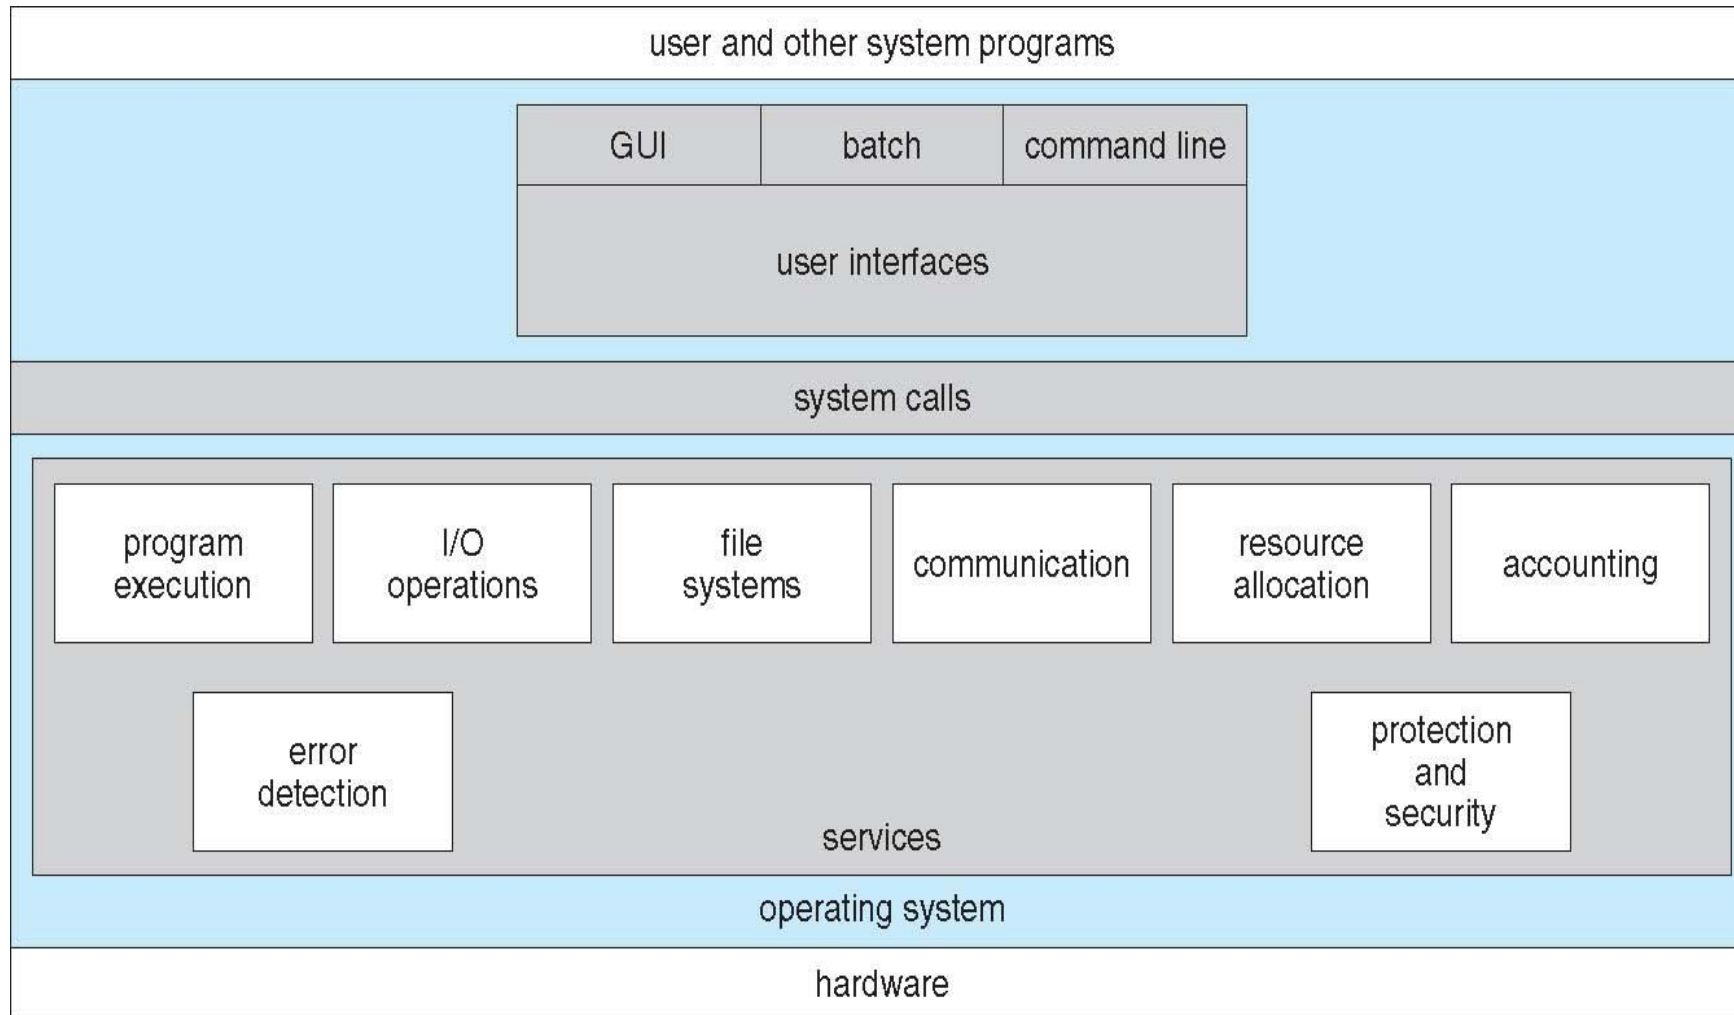 user and other system programs
GUI
batch
command line
user interfaces
system calls
program
execution
I/O
operations
file
systems
communication
resource
allocation
accounting
error
detection
protection
and
security
services
operating system
hardware